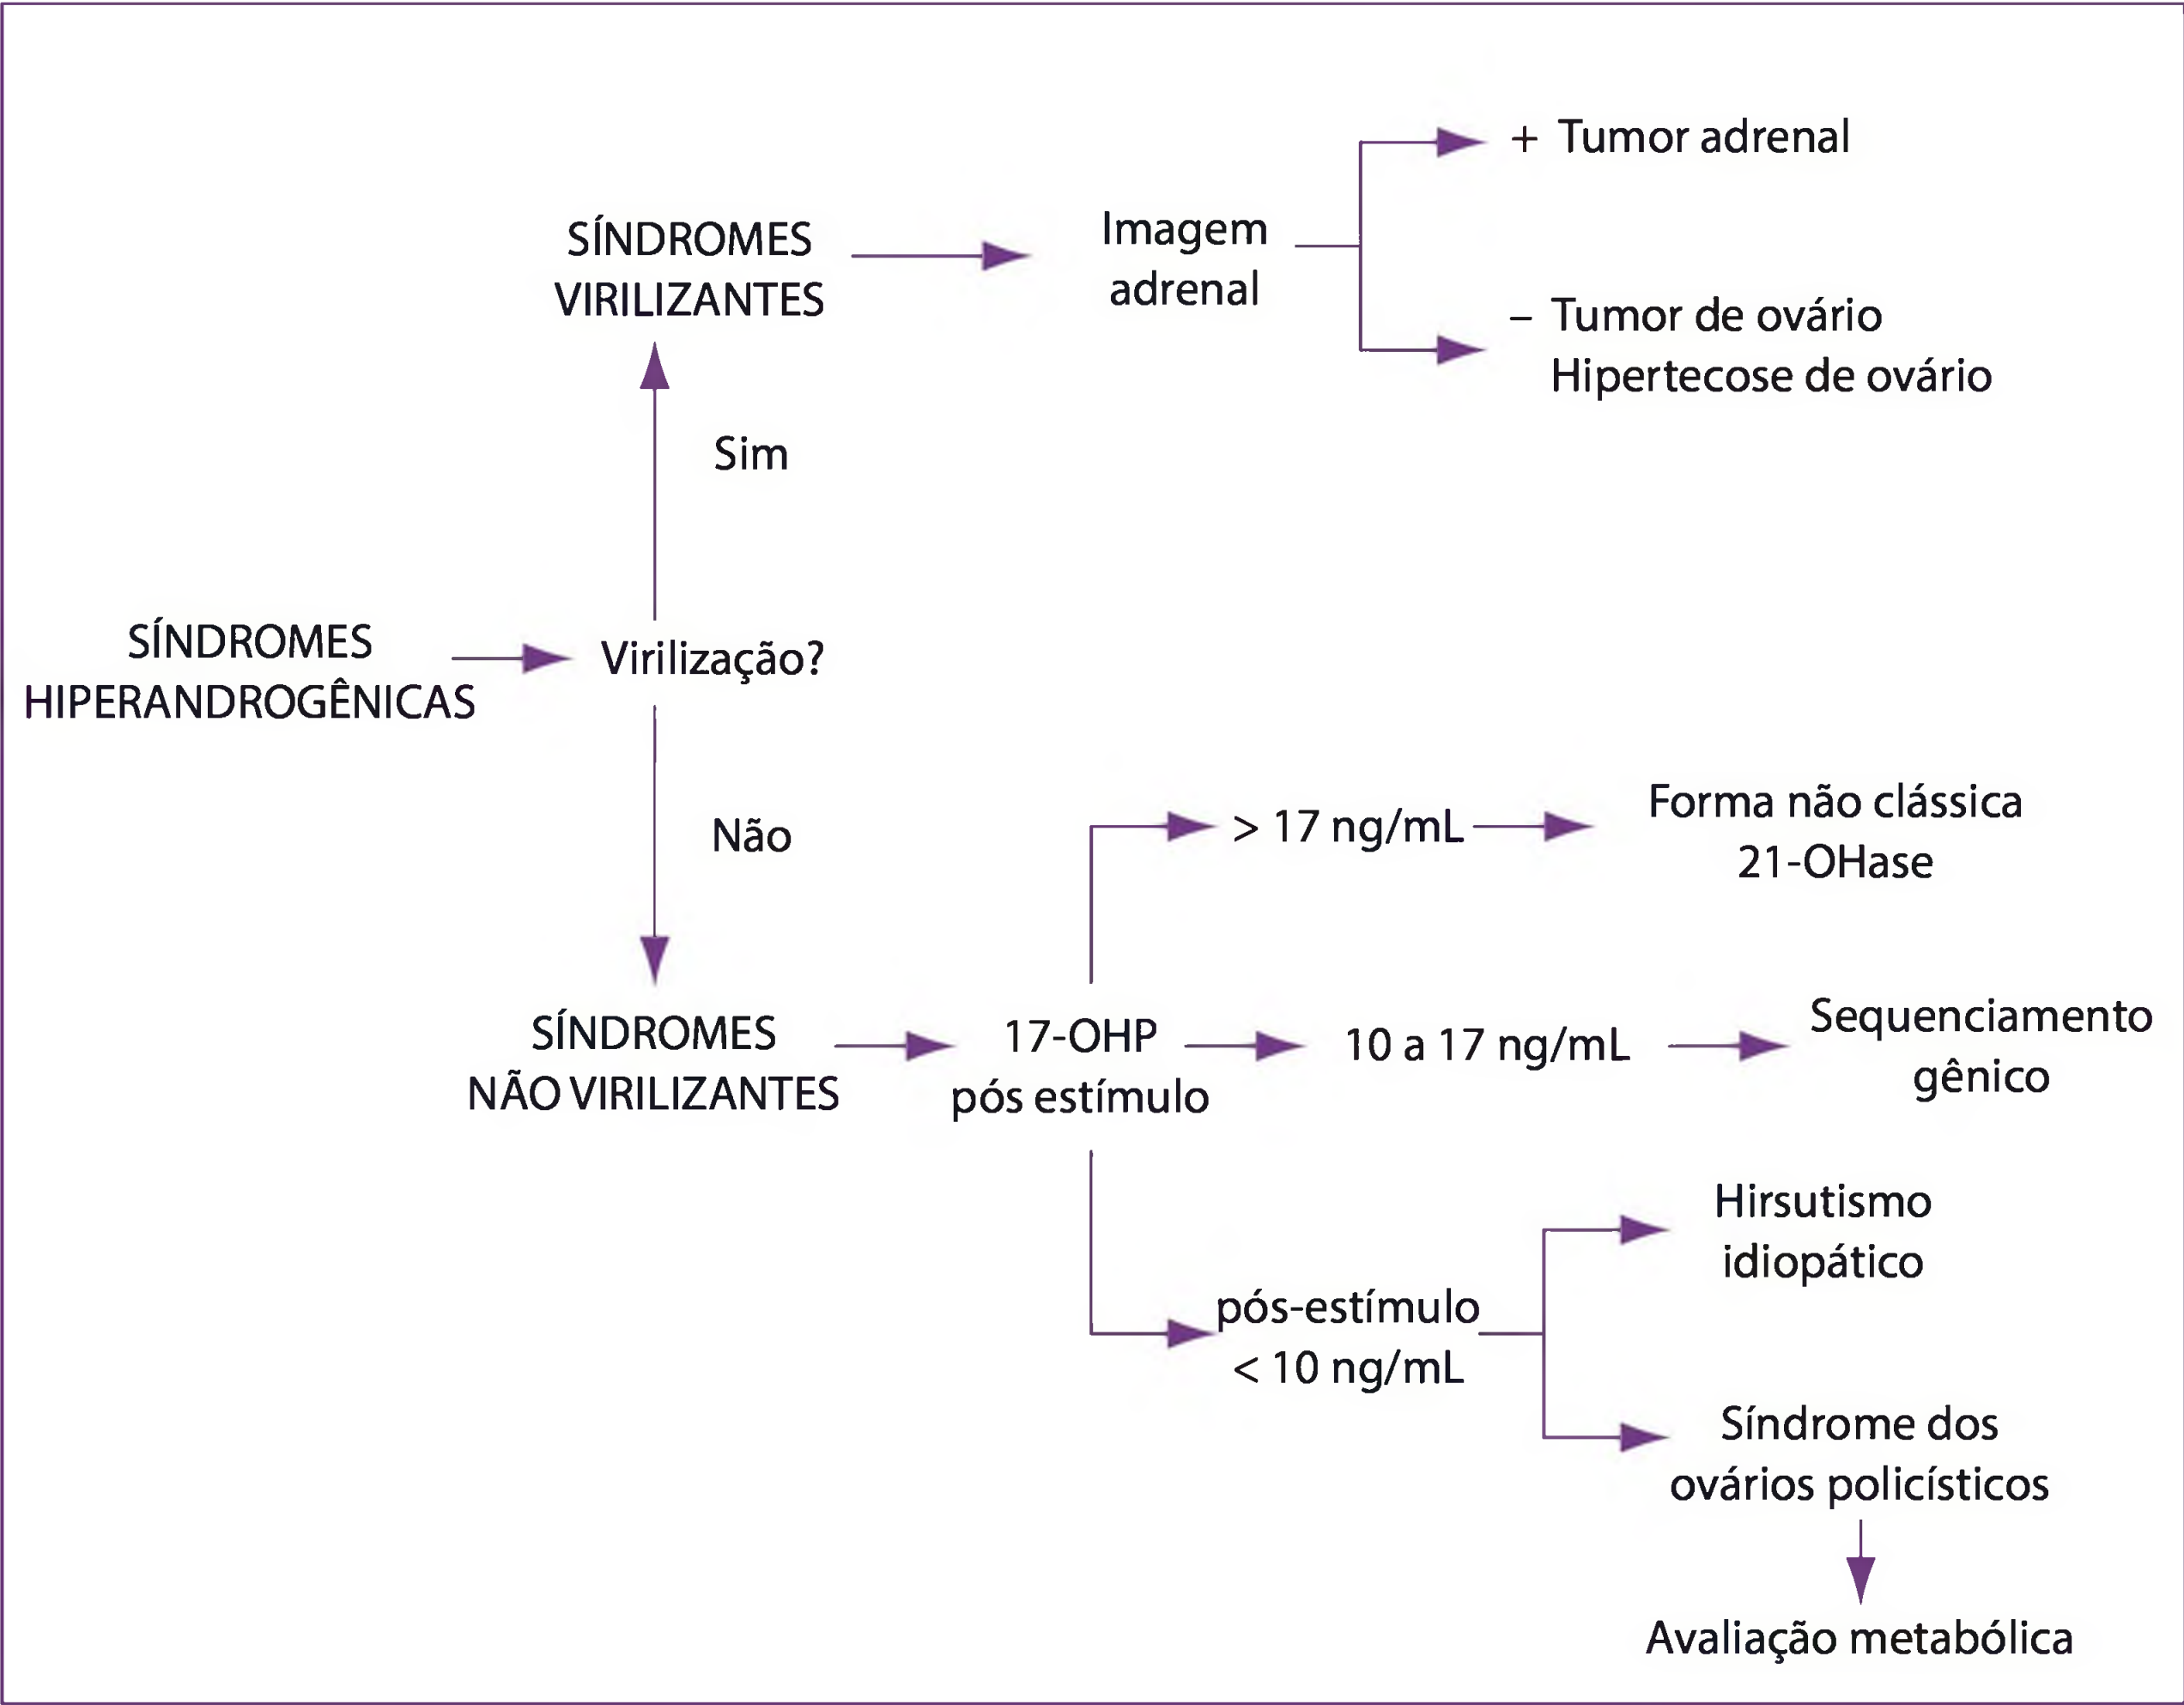 + Tumor adrenal
SÍNDROMES
VIRILIZANTES
Imagem
adrenal
– Tumor de ovário
Hipertecose de ovário
Sim
SÍNDROMES
HIPERANDROGÊNICAS
Virilização?
Não
> 17 ng/mL
Forma não clássica
21-OHase
SÍNDROMES
NÃO VIRILIZANTES
17-OHP
pós estímulo
10 a 17 ng/mL
Sequenciamento
gênico
pós-estímulo
< 10 ng/mL
Hirsutismo
idiopático
Síndrome dos
ovários policísticos
Avaliação metabólica